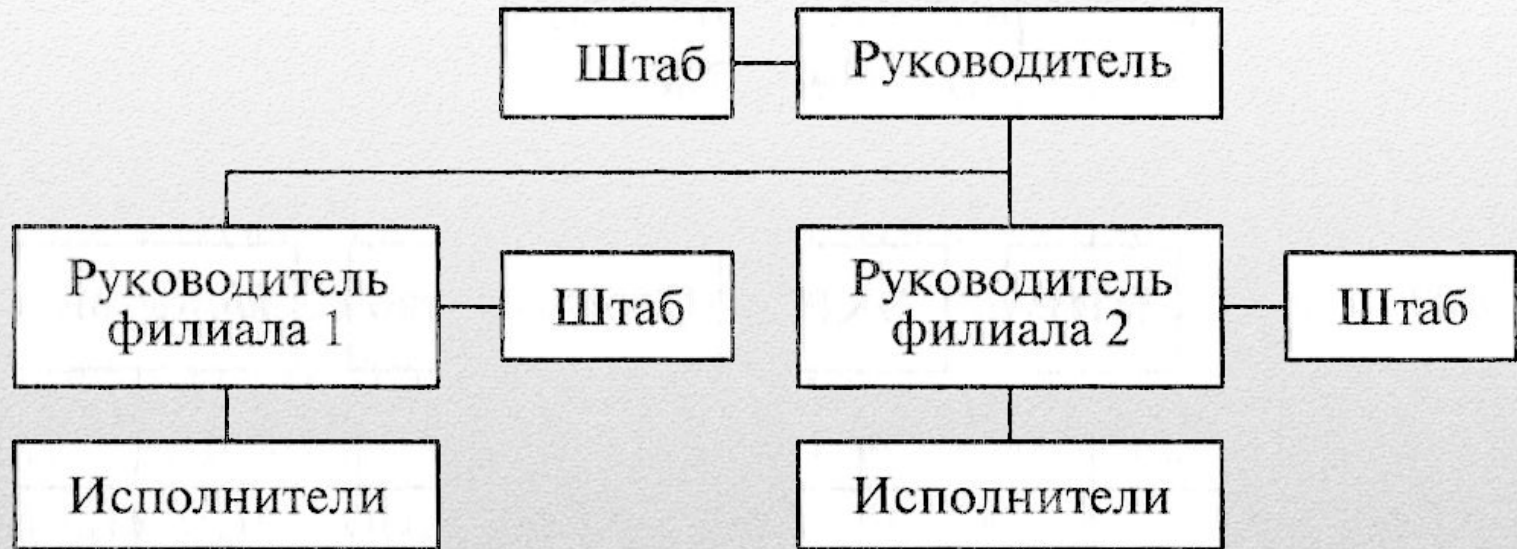 Штаб
Руководитель
Руководитель
филиала 1
Штаб
Руководитель
филиала 2
Штаб
Исполнители
Исполнители